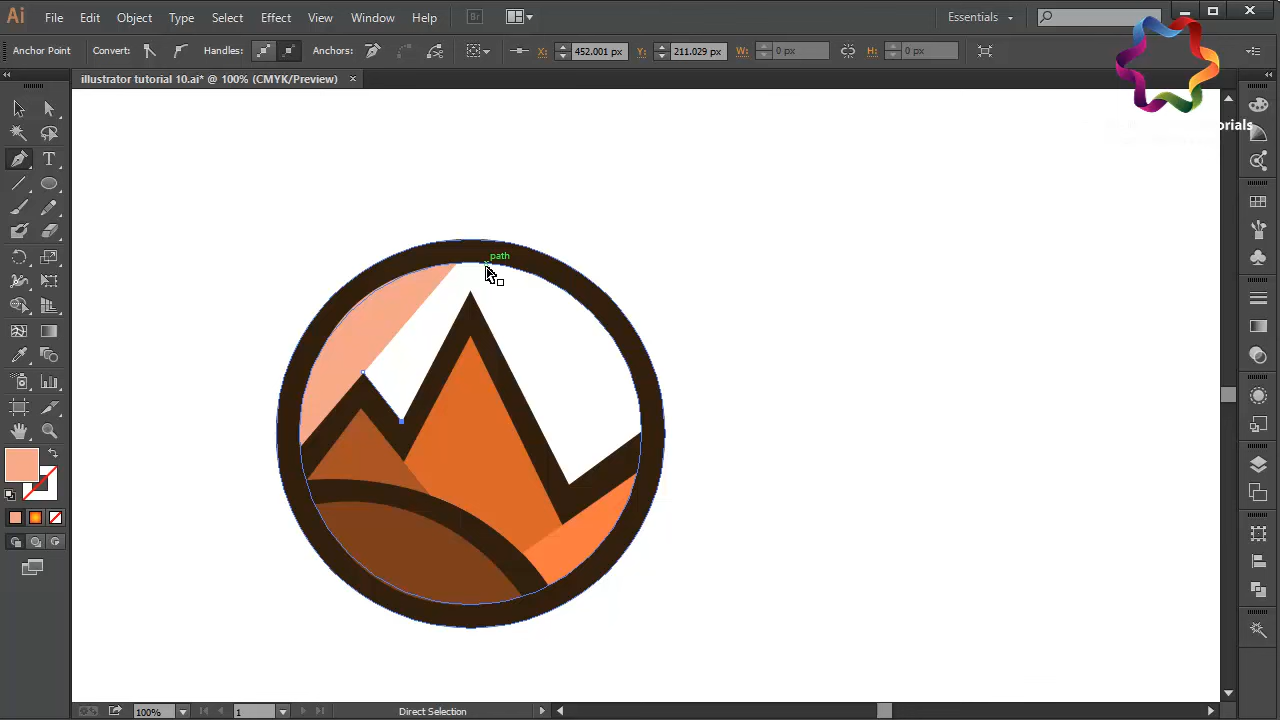 Ai File Edit Object Type Select Effect View Window Help Br Essentials
Anchor Point Convert: Handles: Anchors: X: 452.001 px Y: 211.029 px W: 0 px H: 0 px
illustrator tutorial 10.ai* @ 100% (CMYK/Preview)
orials
T
path
100% 1 Direct Selection